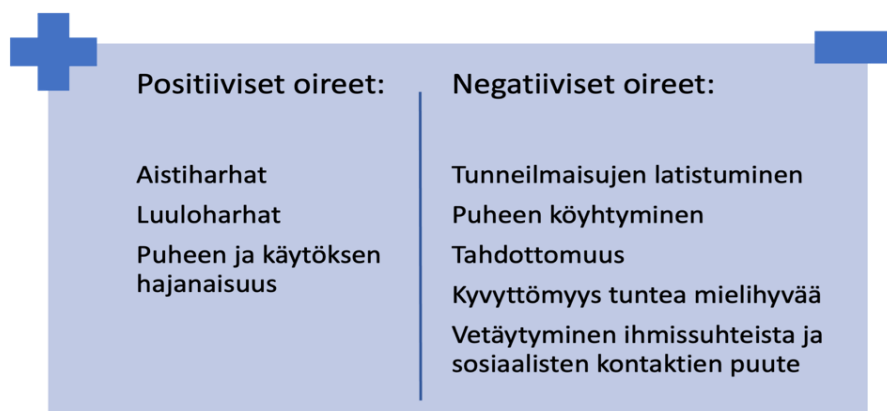 Positiiviset oireet:
Aistiharhat
Luuloharhat
Puheen ja käytöksen
hajanaisuus
Negatiiviset oireet:
Tunneilmaisujen latistuminen
Puheen köyhtyminen
Tahdottomuus
Kyvyttömyys tuntea mielihyvää
Vetäytyminen ihmissuhteista ja
sosiaalisten kontaktien puute